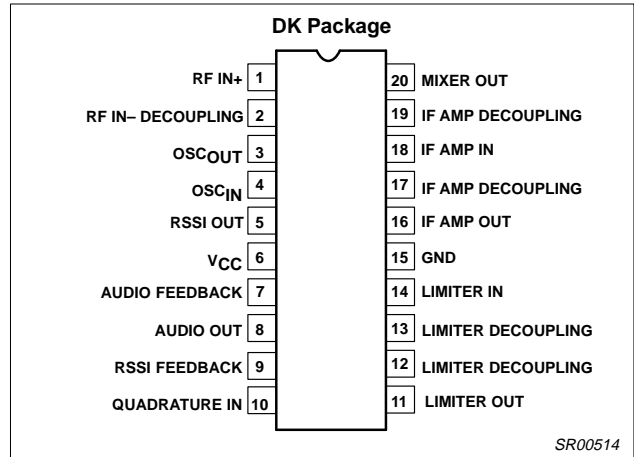 DK Package
RF IN+ 1
RF IN– DECOUPLING 2
OSCOUT 3
OSCIN 4
RSSI OUT 5
VCC 6
AUDIO FEEDBACK 7
AUDIO OUT 8
RSSI FEEDBACK 9
QUADRATURE IN 10
20 MIXER OUT
19 IF AMP DECOUPLING
18 IF AMP IN
17 IF AMP DECOUPLING
16 IF AMP OUT
15 GND
14 LIMITER IN
13 LIMITER DECOUPLING
12 LIMITER DECOUPLING
11 LIMITER OUT
SR00514